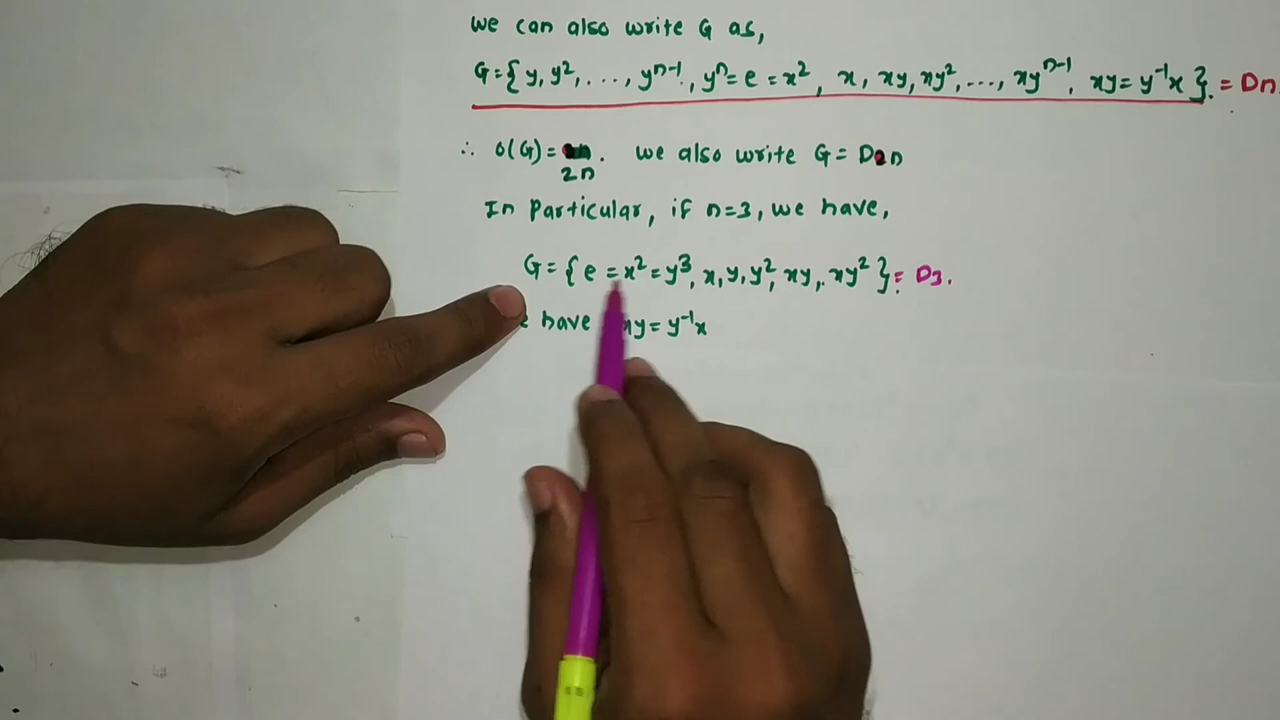 we can also write G as,
G={ y, y², ..., yⁿ⁻¹, yⁿ = e = x², x, xy, xy², ..., xyⁿ⁻¹, xy = y⁻¹x }. = Dn.
∴ o(G) = 2n. we also write G = D2n
In Particular, if n=3, we have,
G = { e = x² = y³, x, y, y², xy, xy² } = D3.
have xy = y⁻¹x